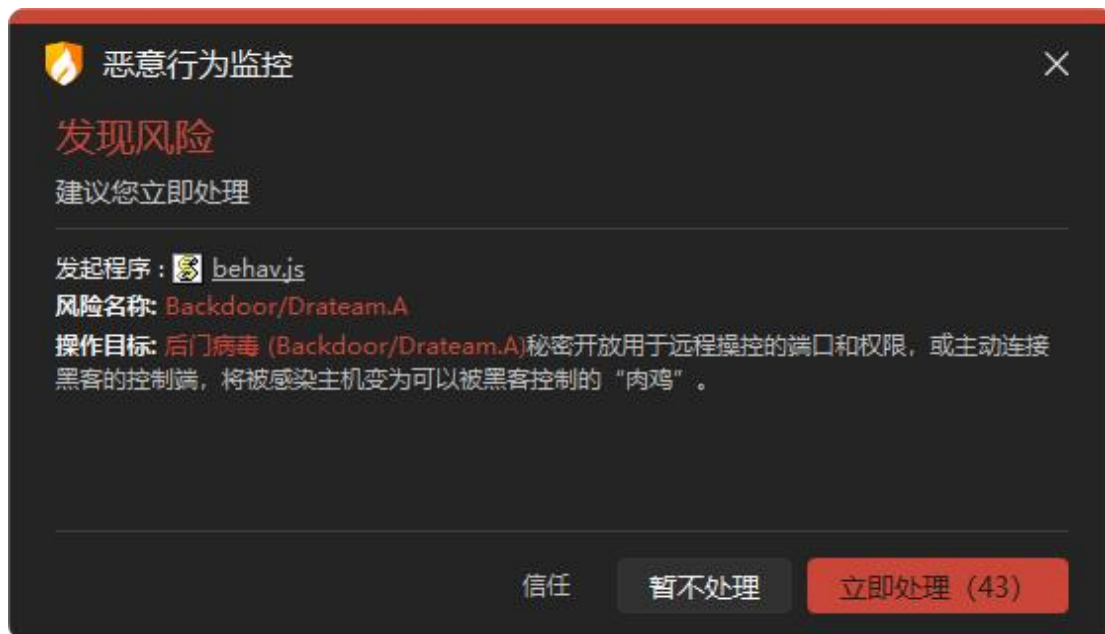 恶意行为监控
发现风险
建议您立即处理
发起程序：behav.js
风险名称: Backdoor/Drateam.A
操作目标: 后门病毒 (Backdoor/Drateam.A)秘密开放用于远程操控的端口和权限，或主动连接
黑客的控制端，将被感染主机变为可以被黑客控制的“肉鸡”。
信任 暂不处理 立即处理（43）